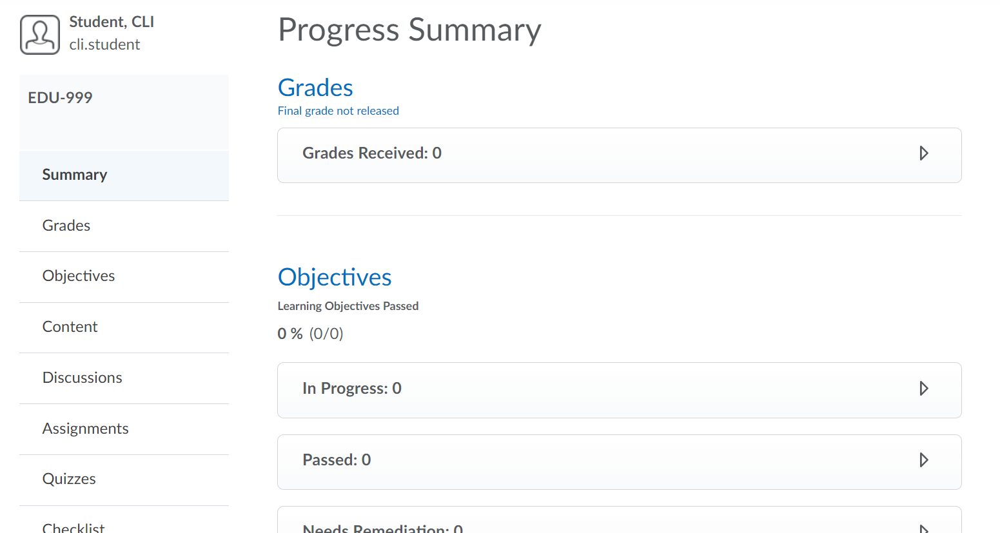 Student, CLI
cli.student
EDU-999
Summary
Grades
Objectives
Content
Discussions
Assignments
Quizzes
Checklist
Progress Summary
Grades
Final grade not released
Grades Received: 0
Objectives
Learning Objectives Passed
0 % (0/0)
In Progress: 0
Passed: 0
Needs Remediation: 0